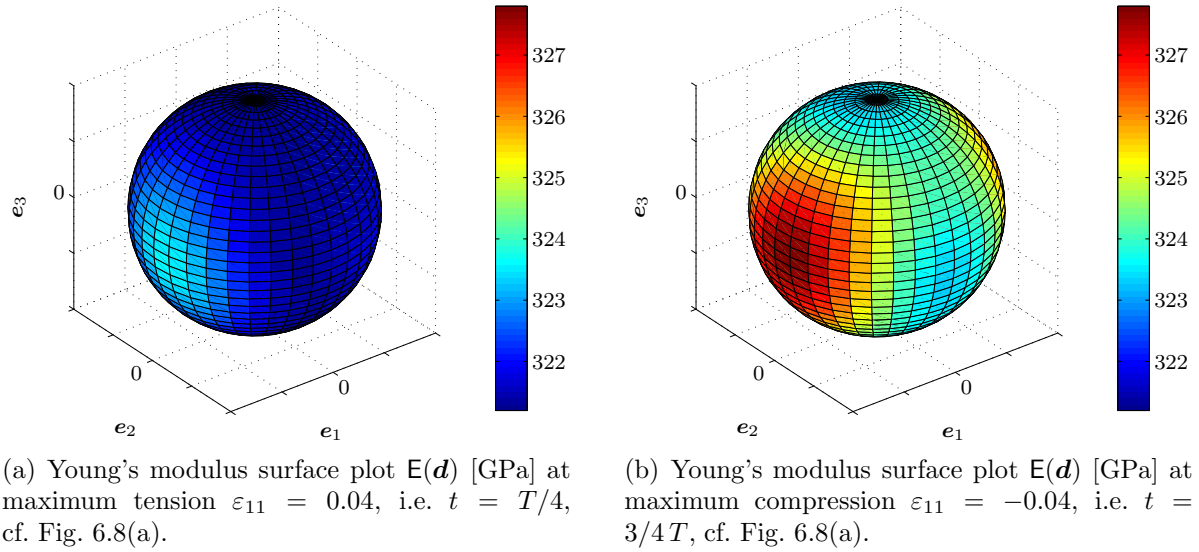 327
326
325
324
323
322
0
e3
0
0
e2
e1
327
326
325
324
323
322
0
e3
0
0
e2
e1
(a) Young's modulus surface plot E(d) [GPa] at
maximum tension ε11 = 0.04, i.e. t = T/4,
cf. Fig. 6.8(a).
(b) Young's modulus surface plot E(d) [GPa] at
maximum compression ε11 = −0.04, i.e. t =
3/4 T, cf. Fig. 6.8(a).